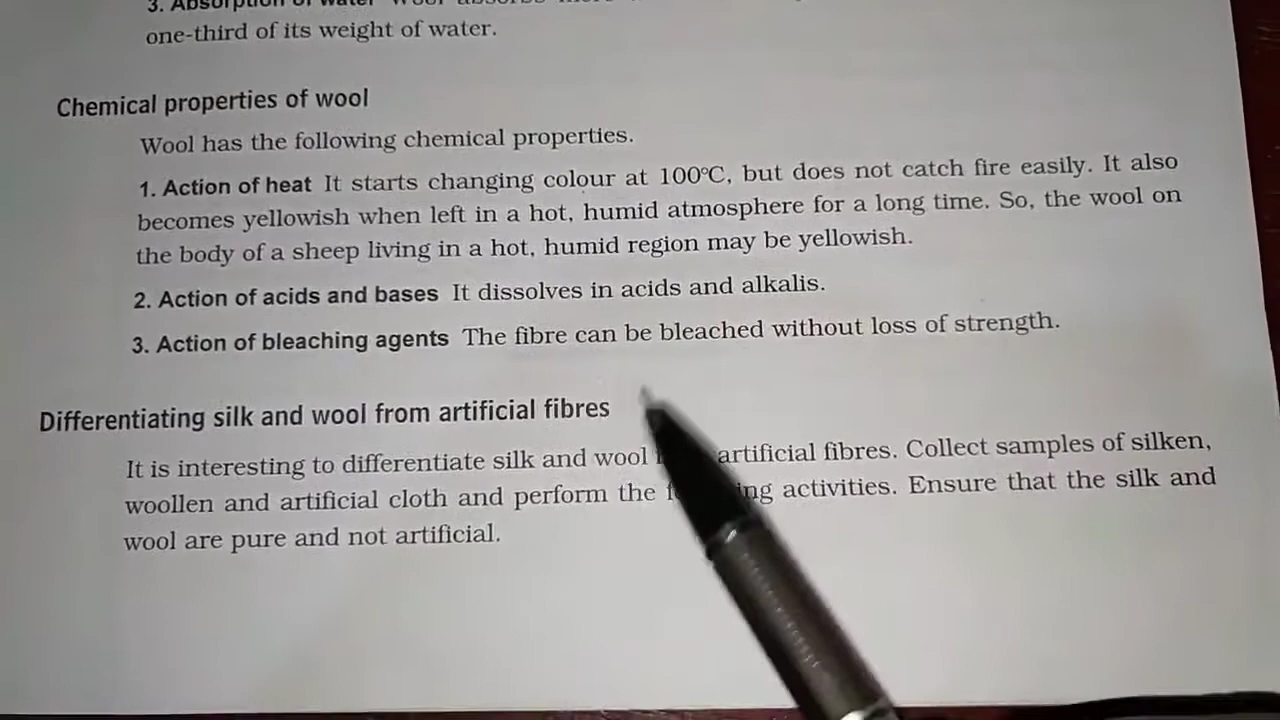 3. Absorption of water Wool absorbs
one-third of its weight of water.
Chemical properties of wool
Wool has the following chemical properties.
1. Action of heat It starts changing colour at 100°C, but does not catch fire easily. It also
becomes yellowish when left in a hot, humid atmosphere for a long time. So, the wool on
the body of a sheep living in a hot, humid region may be yellowish.
2. Action of acids and bases It dissolves in acids and alkalis.
3. Action of bleaching agents The fibre can be bleached without loss of strength.
Differentiating silk and wool from artificial fibres
It is interesting to differentiate silk and wool artificial fibres. Collect samples of silken,
woollen and artificial cloth and perform the activities. Ensure that the silk and
wool are pure and not artificial.